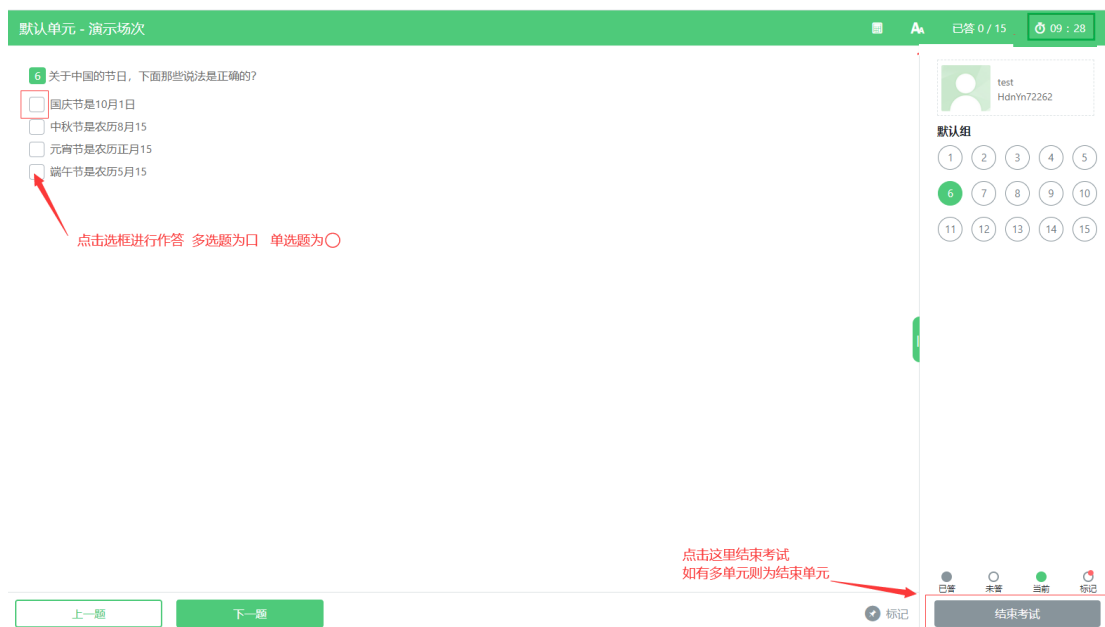 默认单元 - 演示场次
已答 0 / 15
09 : 28
6 关于中国的节日，下面那些说法是正确的?
国庆节是10月1日
中秋节是农历8月15
元宵节是农历正月15
端午节是农历5月15
点击选框进行作答 多选题为口 单选题为〇
test
HdnYn72262
默认组
1 2 3 4 5
6 7 8 9 10
11 12 13 14 15
点击这里结束考试
如有多单元则为结束单元
已答 未答 当前 标记
上一题 下一题 标记 结束考试